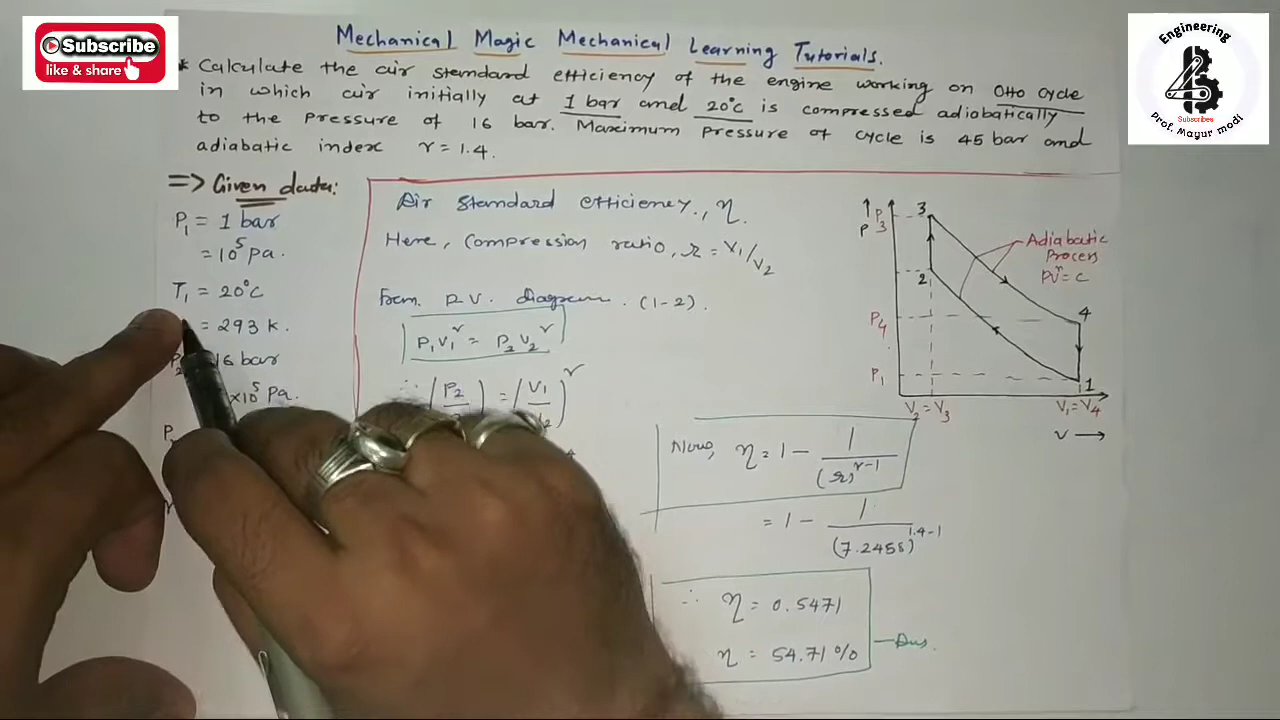 Subscribe
like & share
Engineering
Subscribes
Prof. Mayur modi
Mechanical Magic Mechanical Learning Tutorials.
* Calculate the air standard efficiency of the engine working on Otto cycle
in which air initially at 1 bar and 20°C is compressed adiabatically
to the pressure of 16 bar. Maximum pressure of cycle is 45 bar and
adiabatic index r = 1.4.
=> Given data:
P₁ = 1 bar
= 10⁵ Pa.
T₁ = 20°C
= 293 K.
16 bar
×10⁵ Pa.
Air standard efficiency, η
Here, compression ratio, r = V₁/V₂
From P.V. diagram. (1-2).
P₁V₁^r = P₂V₂^r
∴ (P₂ = (V₁/ )^r
Now, η = 1 - 1/(r)^r-1
= 1 - 1/(7.2458)^1.4-1
∴ η = 0.5471
η = 54.71% — Ans.
P
P₃
3
2
P₄
4
P₁
1
V₂ = V₃
V₁ = V₄
V →
Adiabatic
Process
PV^r = C